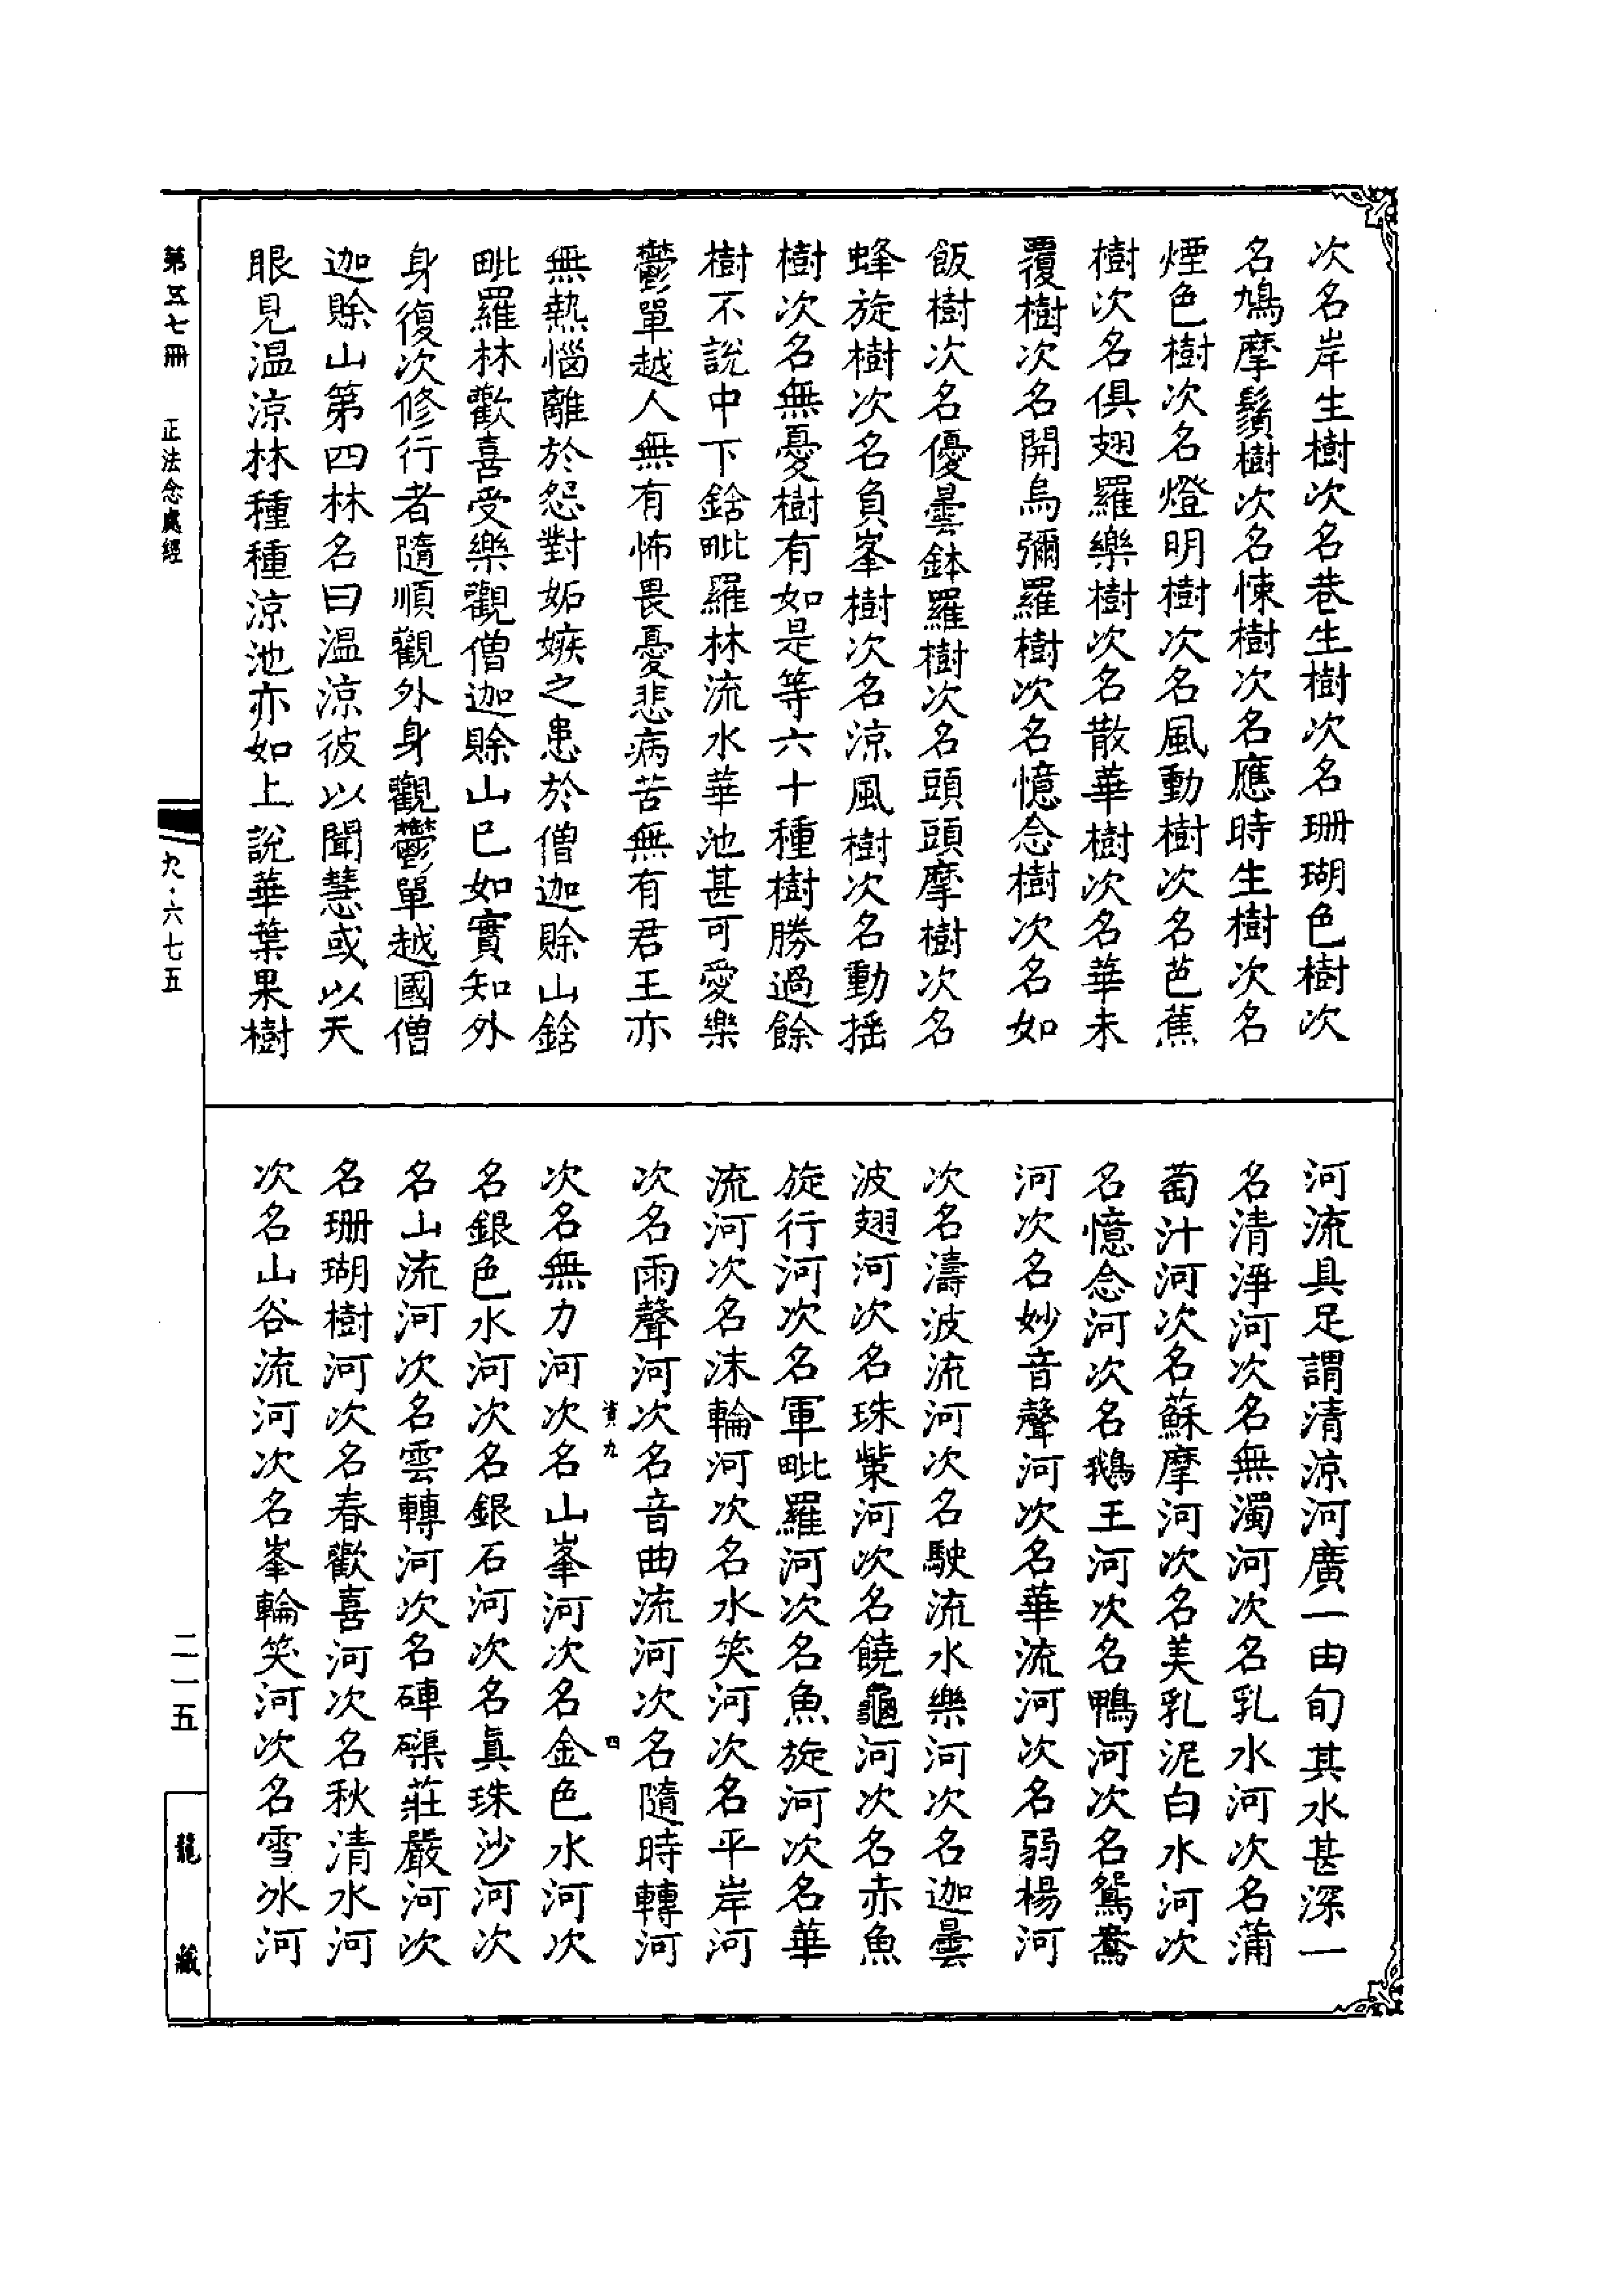 次名岸生樹次名巷生樹次名珊瑚色樹次
名鳩摩鬚樹次名悚樹次名應時生樹次名
煙色樹次名燈明樹次名風動樹次名芭蕉
樹次名俱翅羅樂樹次名散華樹次名華未
覆樹次名開烏彌羅樹次名憶念樹次名如
飯樹次名優曇鉢羅樹次名頭頭摩樹次名
蜂旋樹次名負峯樹次名涼風樹次名動搖
樹次名無憂樹有如是等六十種樹勝過餘
樹不說中下鋡毗羅林流水華池甚可愛樂
鬱單越人無有怖畏憂悲病苦無有君王亦
無熱惱離於怨對妬嫉之患於僧迦賒山鋡
毗羅林歡喜受樂觀僧迦賒山已如實知外
身復次修行者隨順觀外身觀鬱單越國僧
迦賒山第四林名曰溫涼彼以聞慧或以天
眼見溫涼林種種涼池亦如上說華葉果樹
河流具足謂清涼河廣一由旬其水甚深一
名清淨河次名無濁河次名乳水河次名蒲
萄汁河次名蘇摩河次名美乳泥白水河次
名憶念河次名鵝王河次名鴨河次名鴛鴦
河次名妙音聲河次名華流河次名弱楊河
次名濤波流河次名駛流水樂河次名迦曇
波翅河次名珠紫河次名饒龜河次名赤魚
旋行河次名軍毗羅河次名魚旋河次名華
流河次名沫輪河次名水笑河次名平岸河
次名雨聲河次名音曲流河次名隨時轉河
資九 四
次名無力河次名山峯河次名金色水河次
名銀色水河次名銀石河次名眞珠沙河次
名山流河次名雲轉河次名硨磲莊嚴河次
名珊瑚樹河次名春歡喜河次名秋清水河
次名山谷流河次名峯輪笑河次名雪氷河
第五七冊 正法念處經
九·六七五
二一五
龍藏